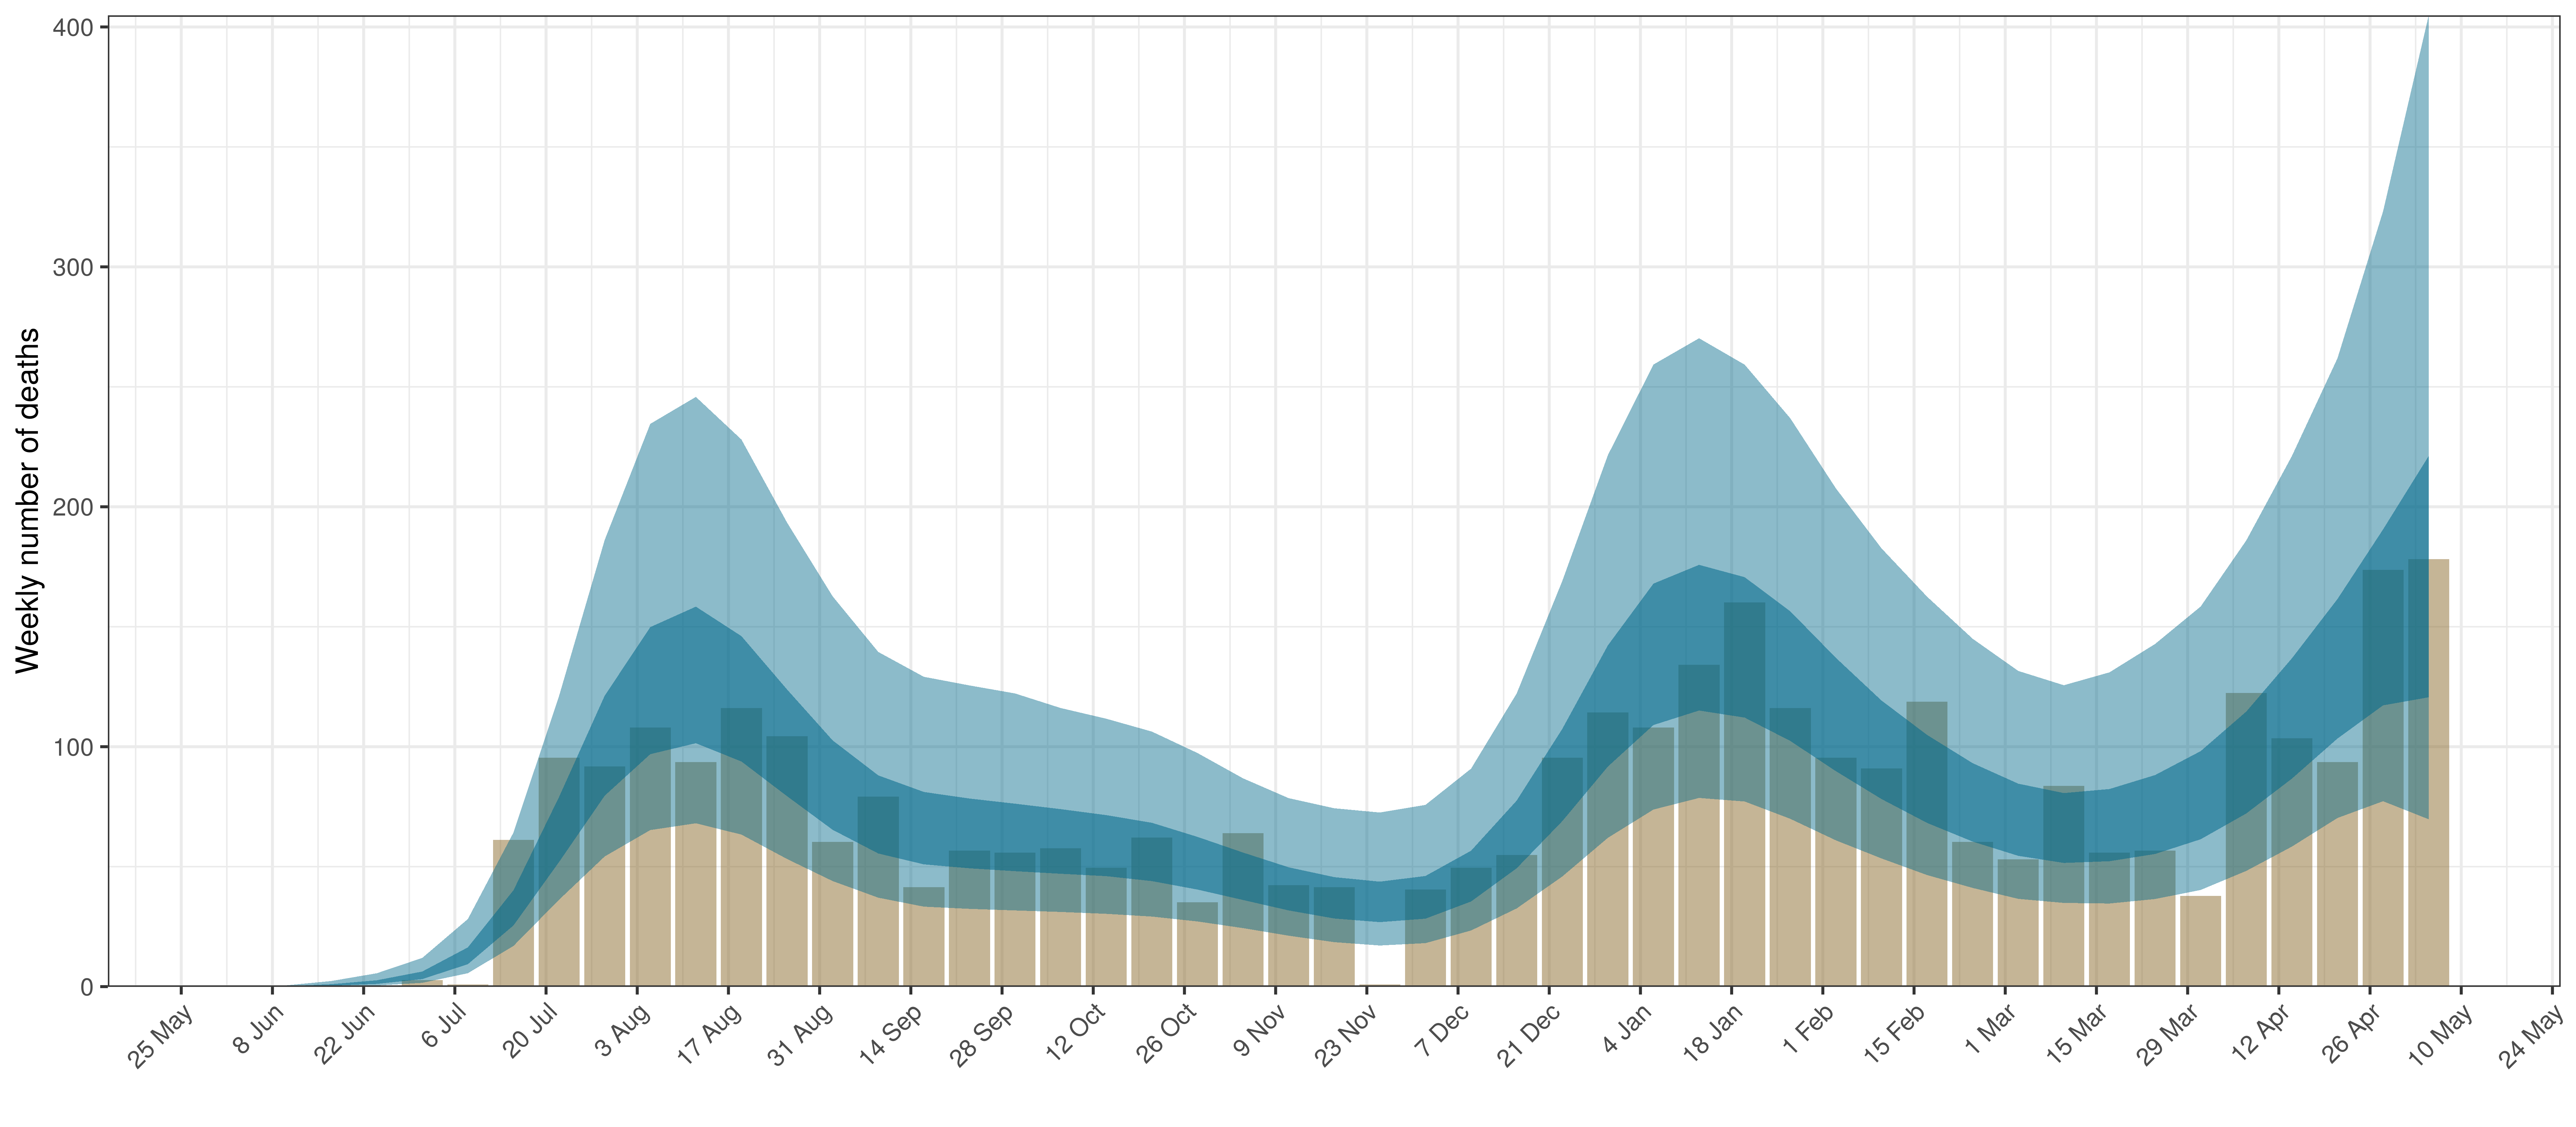 Weekly number of deaths
400
300
200
100
0
25 May
8 Jun
22 Jun
6 Jul
20 Jul
3 Aug
17 Aug
31 Aug
14 Sep
28 Sep
12 Oct
26 Oct
9 Nov
23 Nov
7 Dec
21 Dec
4 Jan
18 Jan
1 Feb
15 Feb
1 Mar
15 Mar
29 Mar
12 Apr
26 Apr
10 May
24 May